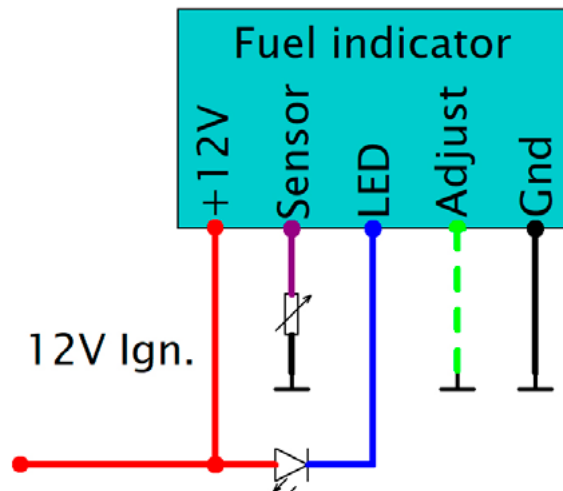 Fuel indicator
+12V
Sensor
LED
Adjust
Gnd
12V Ign.